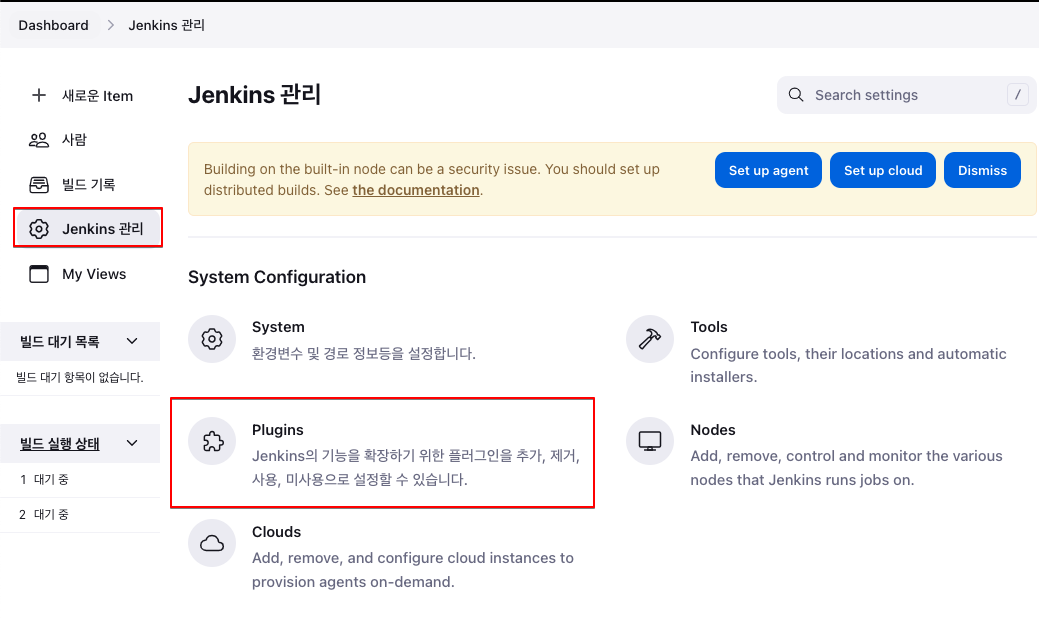 Dashboard > Jenkins 관리
새로운 Item
사람
빌드 기록
Jenkins 관리
My Views
빌드 대기 목록
빌드 대기 항목이 없습니다.
빌드 실행 상태
1 대기 중
2 대기 중
Jenkins 관리
Search settings /
Building on the built-in node can be a security issue. You should set up
distributed builds. See the documentation.
Set up agent
Set up cloud
Dismiss
System Configuration
System
환경변수 및 경로 정보등을 설정합니다.
Tools
Configure tools, their locations and automatic
installers.
Plugins
Jenkins의 기능을 확장하기 위한 플러그인을 추가, 제거,
사용, 미사용으로 설정할 수 있습니다.
Nodes
Add, remove, control and monitor the various
nodes that Jenkins runs jobs on.
Clouds
Add, remove, and configure cloud instances to
provision agents on-demand.